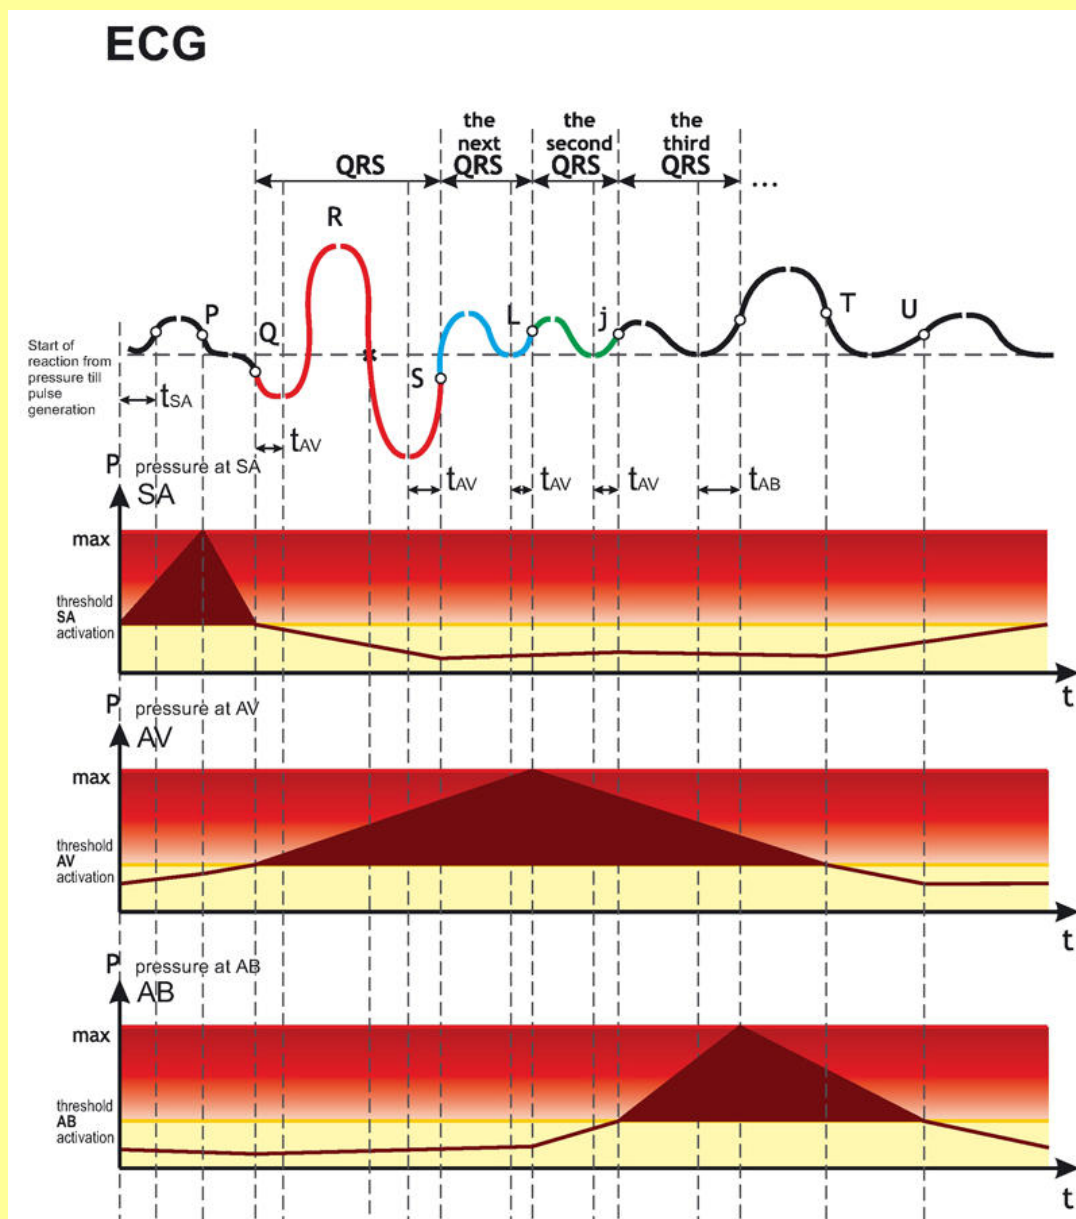 ECG
the
next
QRS
the
second
QRS
the
third
QRS
QRS
...
R
P
Q
L
j
T
U
S
Start of
reaction from
pressure till
pulse
generation
tSA
tAV
tAV
tAV
tAV
tAB
P pressure at SA
SA
max
threshold
SA
activation
t
P pressure at AV
AV
max
threshold
AV
activation
t
P pressure at AB
AB
max
threshold
AB
activation
t